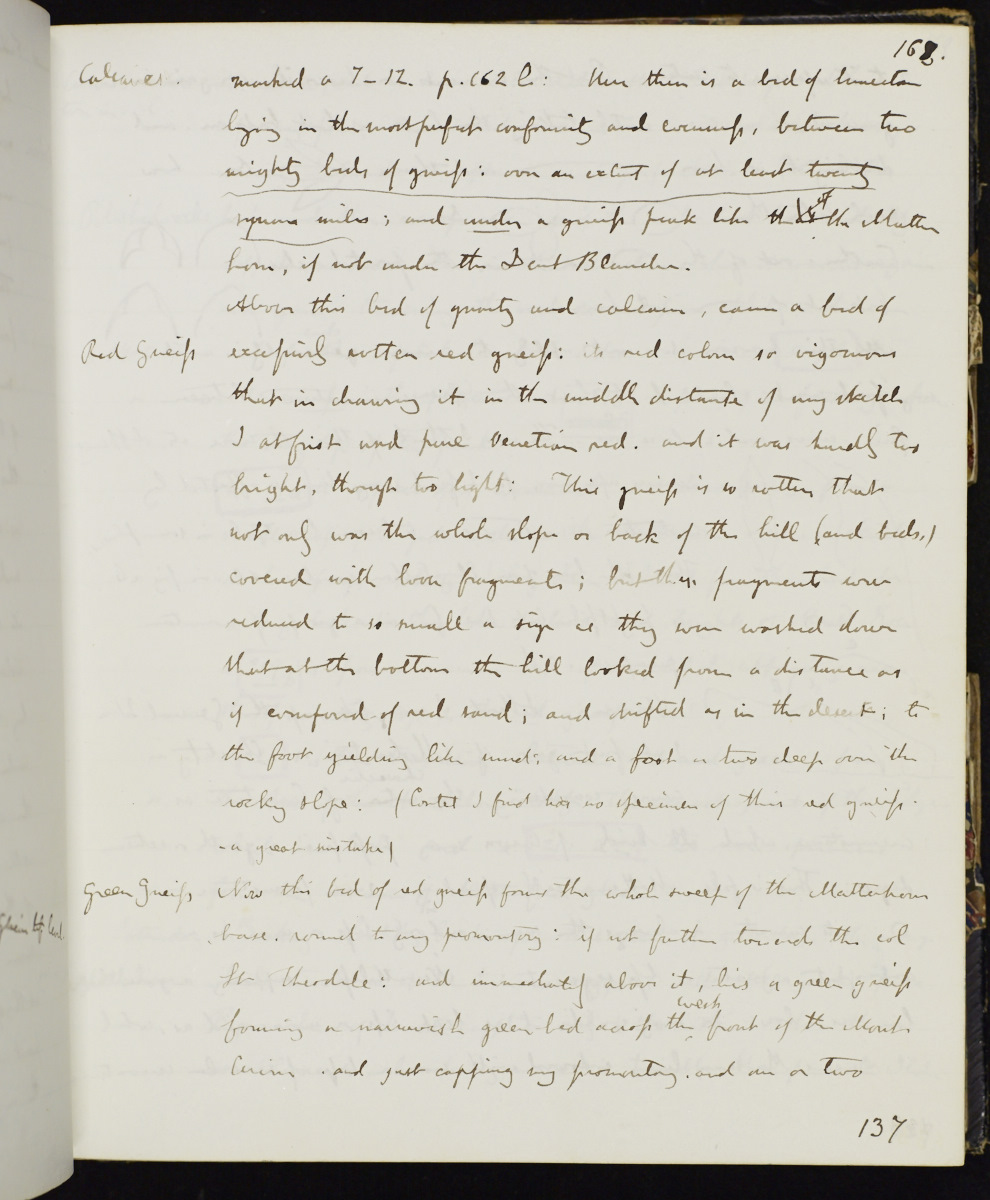 168.
Calcaires. marked a 7-12. p. 162 l: Here there is a bed of limestone
lying in the most perfect conformity and evenness, between two
mighty beds of gneiss: over an extent of at least twenty
square miles; and under a gneiss peak like that of the Matter
horn, if not under the Dent Blanche.
Above this bed of quartz and calcaire, came a bed of
Red Gneiss excessively rotten red gneiss: its red colour so vigorous
that in drawing it in the middle distante of my sketch
I at first used pure Venetian red. and it was hardly too
bright, though too light: This gneiss is so rotten that
not only was the whole slope or back of the hill (and beds,)
covered with loose fragments; but these fragments were
reduced to so small a size as they were washed down
that at the bottom the hill looked from a distance as
if composed of red sand; and drifted as in the desert; to
the foot yielding like mud; and a foot or two deep over the
rocky slope: (Contet I find has no specimen of this red gneiss.
- a great mistake)
Green Gneiss Now this bed of red gneiss forms the whole sweep of the Matterhorn
base. round to my promontory: if not further towards the col
St Theodule: and immediately above it, lies a green gneiss
west
forming a narrowish green bed across the front of the Mont
Cervin. and just capping my promontory. and one or two
137